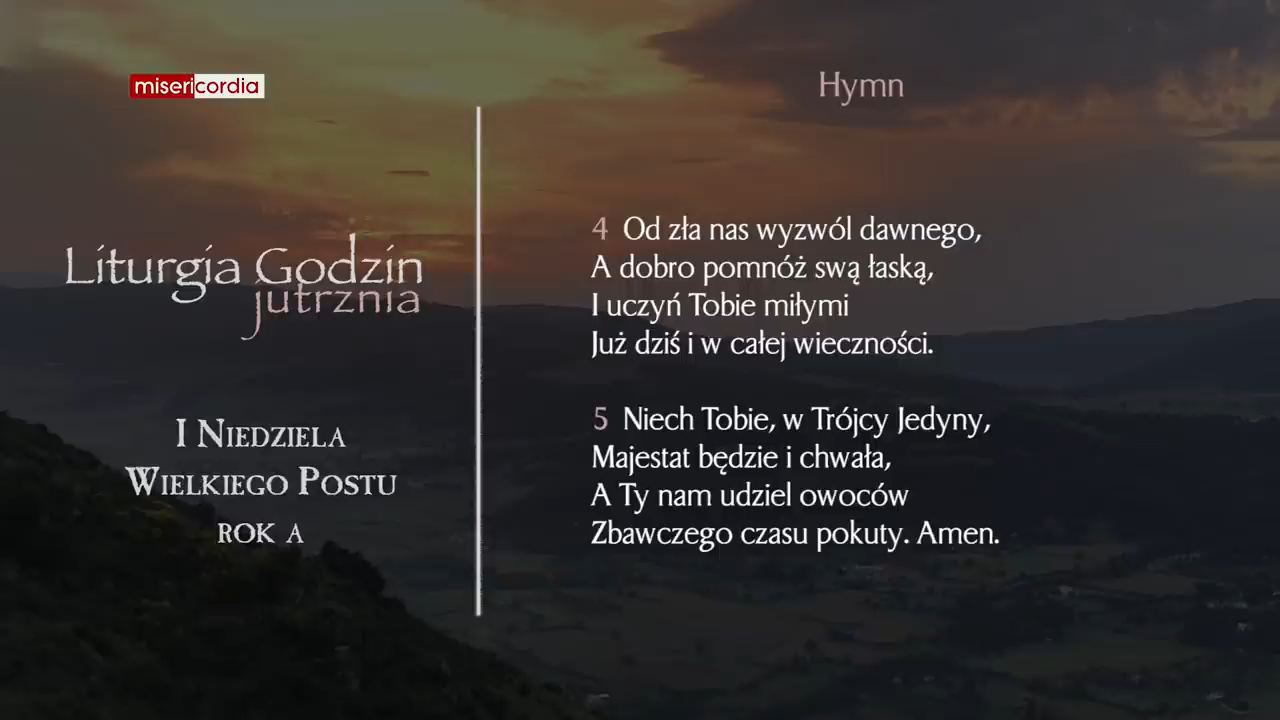 misericordia
Liturgia Godzin
jutrznia
I Niedziela
Wielkiego Postu
rok a
Hymn
4 Od zła nas wyzwól dawnego,
A dobro pomnóż swą łaską,
I uczyń Tobie miłymi
Już dziś i w całej wieczności.
5 Niech Tobie, w Trójcy Jedyny,
Majestat będzie i chwała,
A Ty nam udziel owoców
Zbawczego czasu pokuty. Amen.